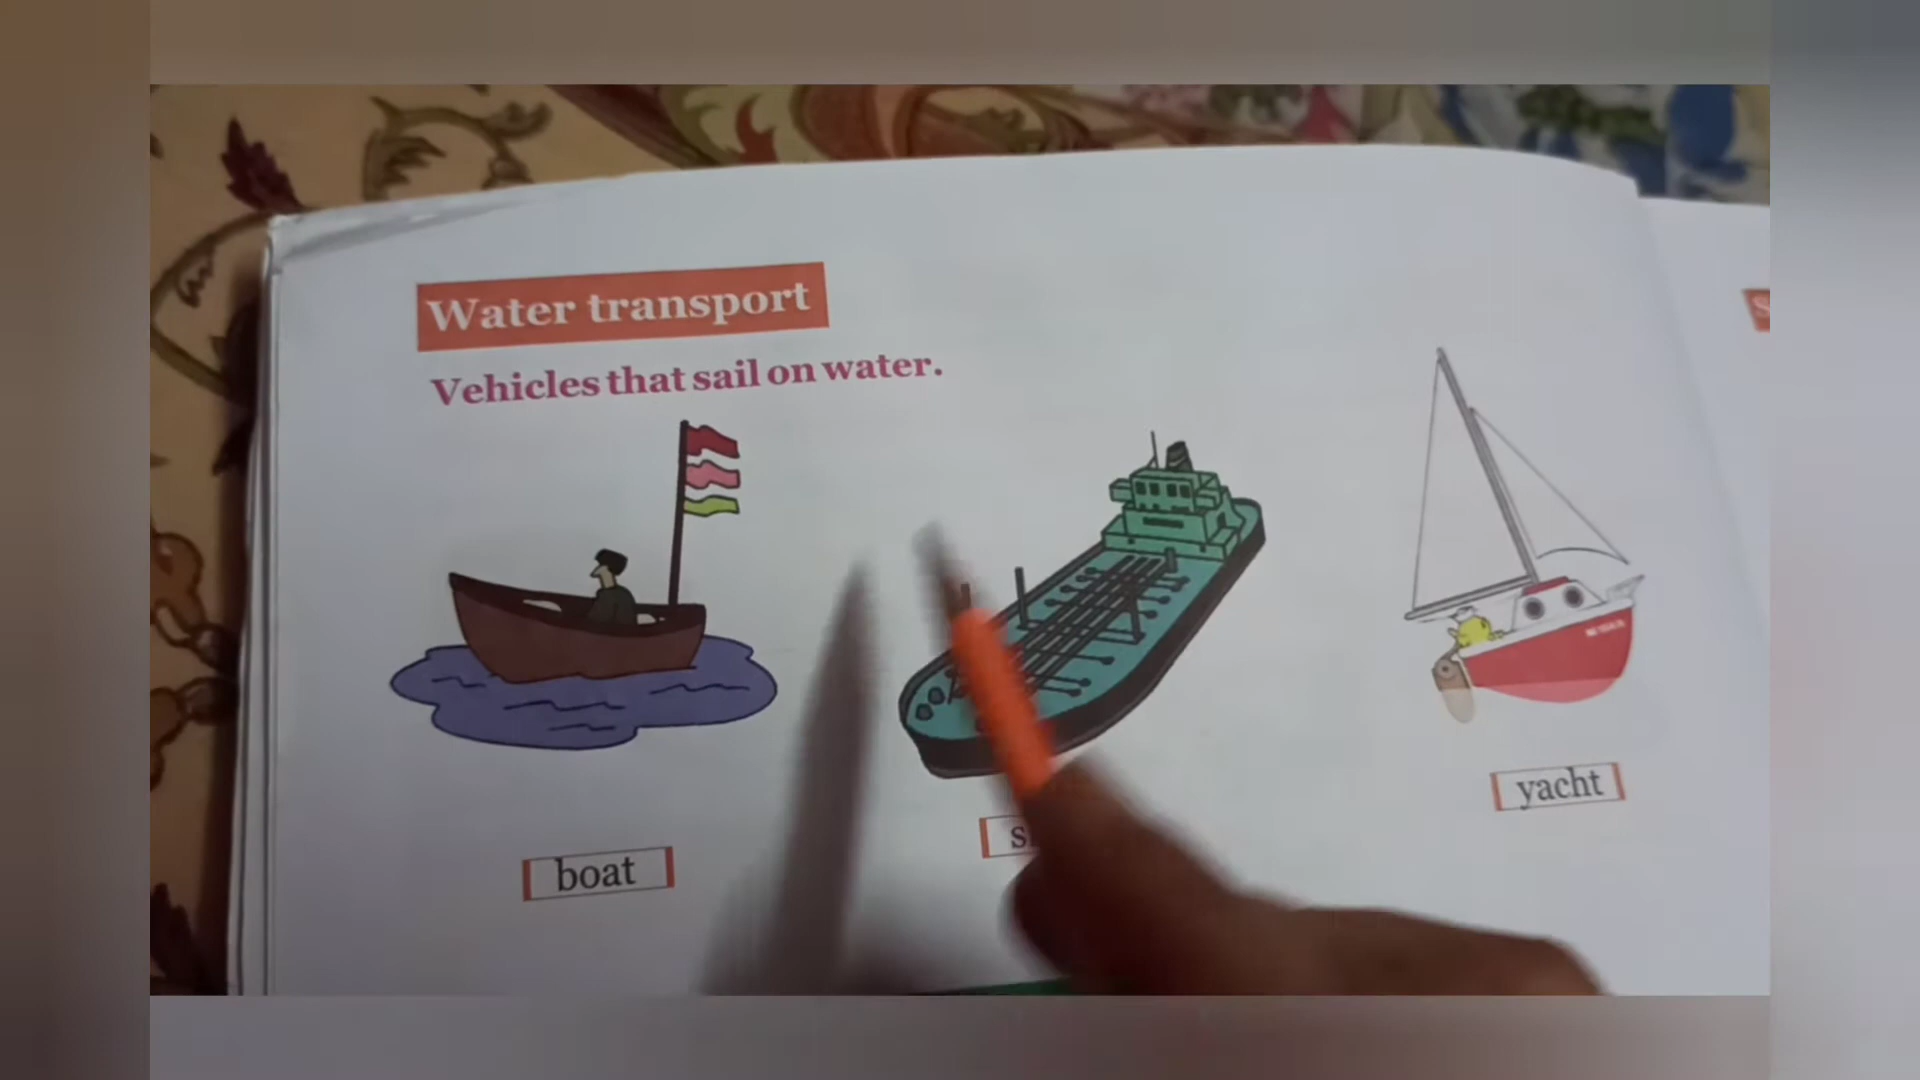 Water transport
Vehicles that sail on water.
boat
yacht